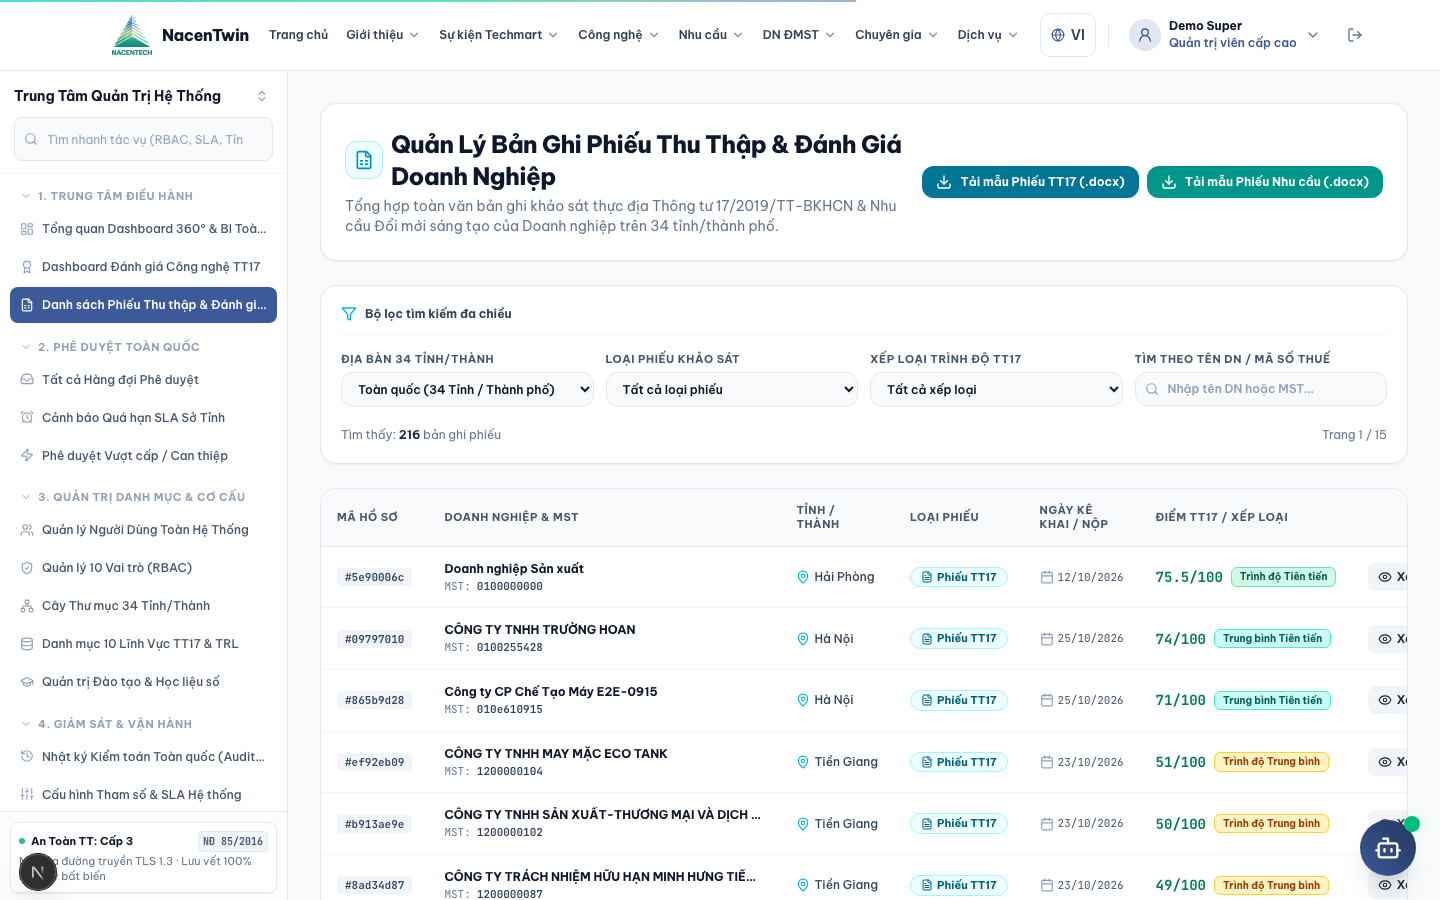 NACENTECH
NacenTwin
Trang chủ
Giới thiệu
Sự kiện Techmart
Công nghệ
Nhu cầu
DN ĐMST
Chuyên gia
Dịch vụ
VI
Demo Super
Quản trị viên cấp cao
Trung Tâm Quản Trị Hệ Thống
Tìm nhanh tác vụ (RBAC, SLA, Tỉn
1. TRUNG TÂM ĐIỀU HÀNH
Tổng quan Dashboard 360° & BI Toà...
Dashboard Đánh giá Công nghệ TT17
Danh sách Phiếu Thu thập & Đánh gi...
2. PHÊ DUYỆT TOÀN QUỐC
Tất cả Hàng đợi Phê duyệt
Cảnh báo Quá hạn SLA Sở Tỉnh
Phê duyệt Vượt cấp / Can thiệp
3. QUẢN TRỊ DANH MỤC & CƠ CẤU
Quản lý Người Dùng Toàn Hệ Thống
Quản lý 10 Vai trò (RBAC)
Cây Thư mục 34 Tỉnh/Thành
Danh mục 10 Lĩnh Vực TT17 & TRL
Quản trị Đào tạo & Học liệu số
4. GIÁM SÁT & VẬN HÀNH
Nhật ký Kiểm toán Toàn quốc (Audit...
Cấu hình Tham số & SLA Hệ thống
An Toàn TT: Cấp 3
NĐ 85/2016
đường truyền TLS 1.3 · Lưu vết 100%
bất biến
N
Quản Lý Bản Ghi Phiếu Thu Thập & Đánh Giá
Doanh Nghiệp
Tổng hợp toàn văn bản ghi khảo sát thực địa Thông tư 17/2019/TT-BKHCN & Nhu
cầu Đổi mới sáng tạo của Doanh nghiệp trên 34 tỉnh/thành phố.
Tải mẫu Phiếu TT17 (.docx)
Tải mẫu Phiếu Nhu cầu (.docx)
Bộ lọc tìm kiếm đa chiều
ĐỊA BÀN 34 TỈNH/THÀNH
LOẠI PHIẾU KHẢO SÁT
XẾP LOẠI TRÌNH ĐỘ TT17
TÌM THEO TÊN DN / MÃ SỐ THUẾ
Toàn quốc (34 Tỉnh / Thành phố)
Tất cả loại phiếu
Tất cả xếp loại
Nhập tên DN hoặc MST...
Tìm thấy: 216 bản ghi phiếu
Trang 1 / 15
MÃ HỒ SƠ
DOANH NGHIỆP & MST
TỈNH /
THÀNH
LOẠI PHIẾU
NGÀY KÊ
KHAI / NỘP
ĐIỂM TT17 / XẾP LOẠI
#5e90006c
Doanh nghiệp Sản xuất
MST: 0100000000
Hải Phòng
Phiếu TT17
12/10/2026
75.5/100
Trình độ Tiên tiến
#09797010
CÔNG TY TNHH TRƯỜNG HOAN
MST: 0100255428
Hà Nội
Phiếu TT17
25/10/2026
74/100
Trung bình Tiên tiến
#865b9d28
Công ty CP Chế Tạo Máy E2E-0915
MST: 010e610915
Hà Nội
Phiếu TT17
25/10/2026
71/100
Trung bình Tiên tiến
#ef92eb09
CÔNG TY TNHH MAY MẶC ECO TANK
MST: 1200000104
Tiền Giang
Phiếu TT17
23/10/2026
51/100
Trình độ Trung bình
#b913ae9e
CÔNG TY TNHH SẢN XUẤT-THƯƠNG MẠI VÀ DỊCH ...
MST: 1200000102
Tiền Giang
Phiếu TT17
23/10/2026
50/100
Trình độ Trung bình
#8ad34d87
CÔNG TY TRÁCH NHIỆM HỮU HẠN MINH HƯNG TIẾ...
MST: 1200000087
Tiền Giang
Phiếu TT17
23/10/2026
49/100
Trình độ Trung bình